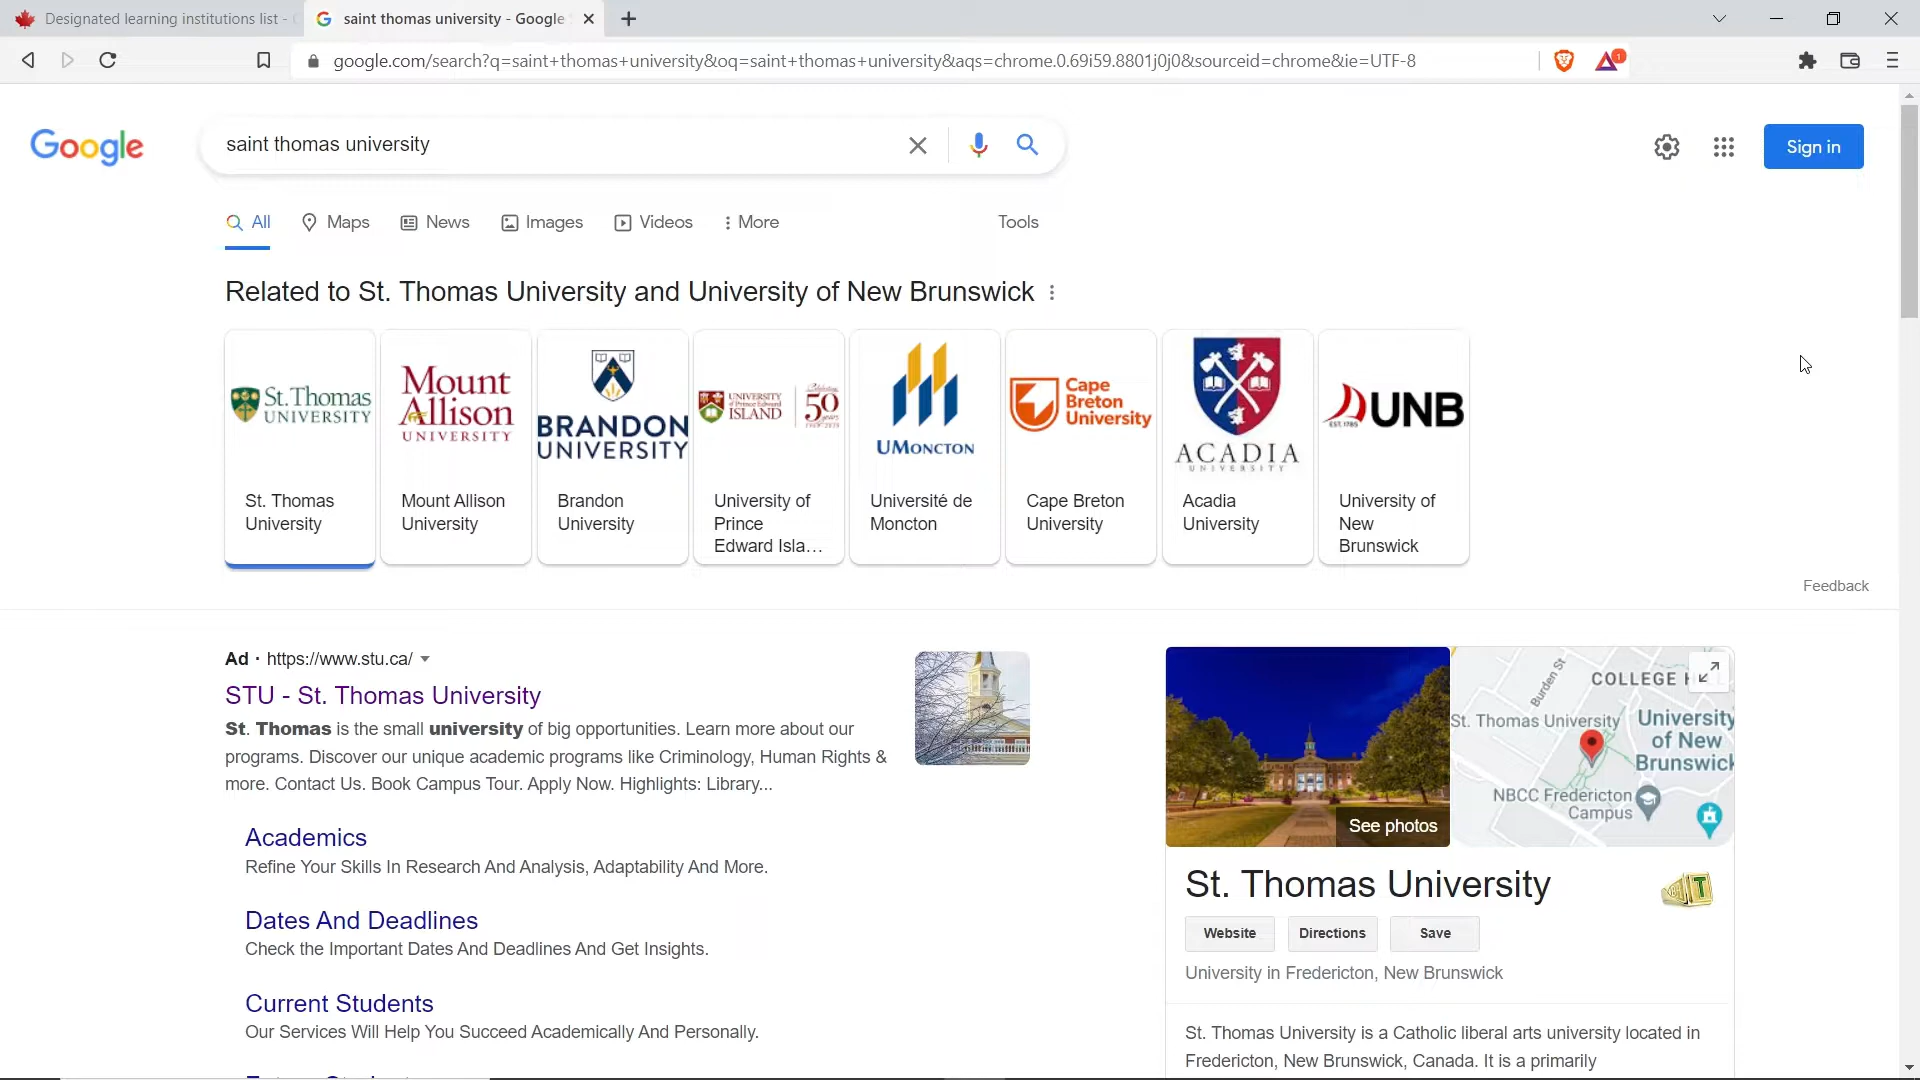 Designated learning institutions list -
saint thomas university - Google
google.com/search?q=saint+thomas+university&oq=saint+thomas+university&aqs=chrome.0.69i59.8801j0j0&sourceid=chrome&ie=UTF-8
1
Google
saint thomas university
Sign in
All
Maps
News
Images
Videos
More
Tools
Related to St. Thomas University and University of New Brunswick
St. Thomas
UNIVERSITY
Mount
Allison
UNIVERSITY
BRANDON
UNIVERSITY
UNIVERSITY
of Prince Edward
ISLAND
Celebrating
50
UMONCTON
Cape
Breton
University
ACADIA
UNIVERSITY
EST. 1785
UNB
St. Thomas
University
Mount Allison
University
Brandon
University
University of
Prince
Edward Isla...
Université de
Moncton
Cape Breton
University
Acadia
University
University of
New
Brunswick
Feedback
Ad · https://www.stu.ca/
STU - St. Thomas University
St. Thomas is the small university of big opportunities. Learn more about our
programs. Discover our unique academic programs like Criminology, Human Rights &
more. Contact Us. Book Campus Tour. Apply Now. Highlights: Library...
Academics
Refine Your Skills In Research And Analysis, Adaptability And More.
Dates And Deadlines
Check the Important Dates And Deadlines And Get Insights.
Current Students
Our Services Will Help You Succeed Academically And Personally.
See photos
Burden St
COLLEGE H
St. Thomas University
University
of New
Brunswick
NBCC Fredericton
Campus
St. Thomas University
T
Website
Directions
Save
University in Fredericton, New Brunswick
St. Thomas University is a Catholic liberal arts university located in
Fredericton, New Brunswick, Canada. It is a primarily